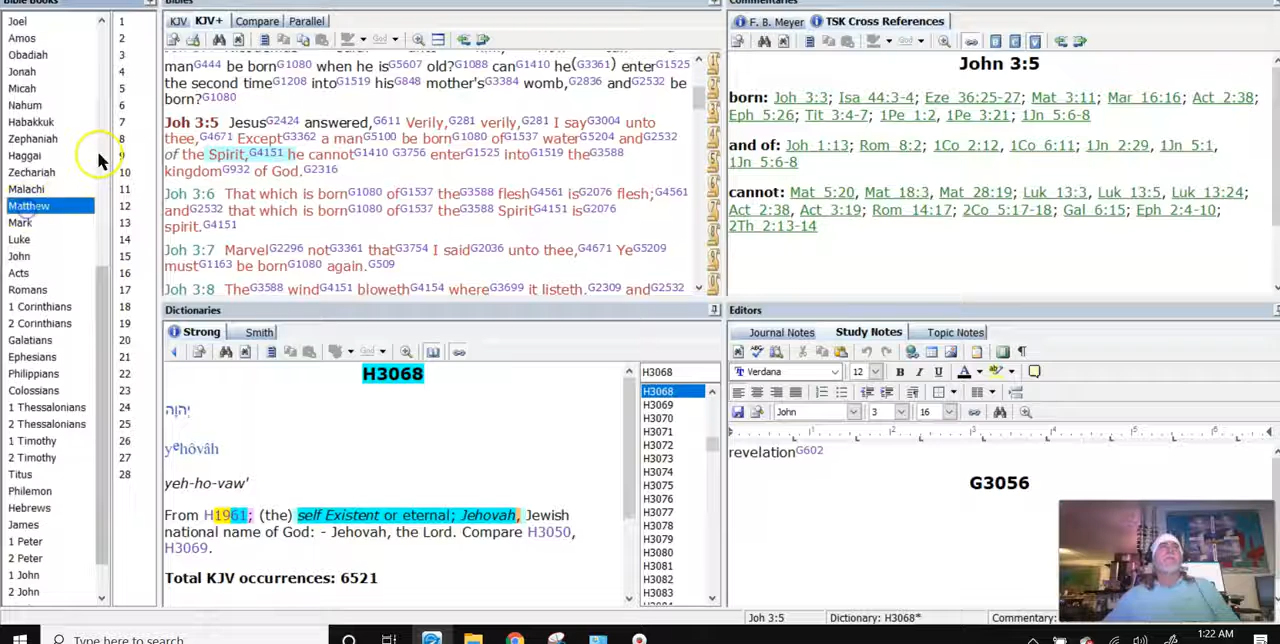 Bible Books
Joel
Amos
Obadiah
Jonah
Micah
Nahum
Habakkuk
Zephaniah
Haggai
Zechariah
Malachi
Matthew
Mark
Luke
John
Acts
Romans
1 Corinthians
2 Corinthians
Galatians
Ephesians
Philippians
Colossians
1 Thessalonians
2 Thessalonians
1 Timothy
2 Timothy
Titus
Philemon
Hebrews
James
1 Peter
2 Peter
1 John
2 John
1
2
3
4
5
6
7
8
9
10
11
12
13
14
15
16
17
18
19
20
21
22
23
24
25
26
27
28
Bibles
KJV KJV+ Compare Parallel
God
manG444 be bornG1080 when he isG5607 old?G1088 canG1410 he(G3361) enterG1525
the second timeG1208 intoG1519 hisG848 mother'sG3384 womb,G2836 andG2532 be
born?G1080
Joh 3:5 JesusG2424 answered,G611 Verily,G281 verily,G281 I sayG3004 unto
thee,G4671 ExceptG3362 a manG5100 be bornG1080 ofG1537 waterG5204 andG2532
of the Spirit,G4151 he cannotG1410 G3756 enterG1525 intoG1519 theG3588
kingdomG932 of God.G2316
Joh 3:6 That which is bornG1080 ofG1537 theG3588 fleshG4561 isG2076 flesh;G4561
andG2532 that which is bornG1080 ofG1537 theG3588 SpiritG4151 isG2076
spirit.G4151
Joh 3:7 MarvelG2296 notG3361 thatG3754 I saidG2036 unto thee,G4671 YeG5209
mustG1163 be bornG1080 again.G509
Joh 3:8 TheG3588 windG4151 blowethG4154 whereG3699 it listeth.G2309 andG2532
Commentaries
F. B. Meyer TSK Cross References
God
John 3:5
born: Joh 3:3; Isa 44:3-4; Eze 36:25-27; Mat 3:11; Mar 16:16; Act 2:38;
Eph 5:26; Tit 3:4-7; 1Pe 1:2, 1Pe 3:21; 1Jn 5:6-8
and of: Joh 1:13; Rom 8:2; 1Co 2:12, 1Co 6:11; 1Jn 2:29, 1Jn 5:1,
1Jn 5:6-8
cannot: Mat 5:20, Mat 18:3, Mat 28:19; Luk 13:3, Luk 13:5, Luk 13:24;
Act 2:38, Act 3:19; Rom 14:17; 2Co 5:17-18; Gal 6:15; Eph 2:4-10;
2Th 2:13-14
Dictionaries
Strong Smith
God
H3068
יְהֹוָה
yehôvâh
yeh-ho-vaw'
From H1961; (the) self Existent or eternal; Jehovah, Jewish
national name of God: - Jehovah, the Lord. Compare H3050,
H3069.
Total KJV occurrences: 6521
H3068
H3068
H3069
H3070
H3071
H3072
H3073
H3074
H3075
H3076
H3077
H3078
H3079
H3080
H3081
H3082
H3083
Editors
Journal Notes Study Notes Topic Notes
Verdana 12 B I U A
John 3 16
1 2 3 4 5 6
revelationG602
G3056
Joh 3:5 Dictionary: H3068* Commentary:
Type here to search
1:22 AM